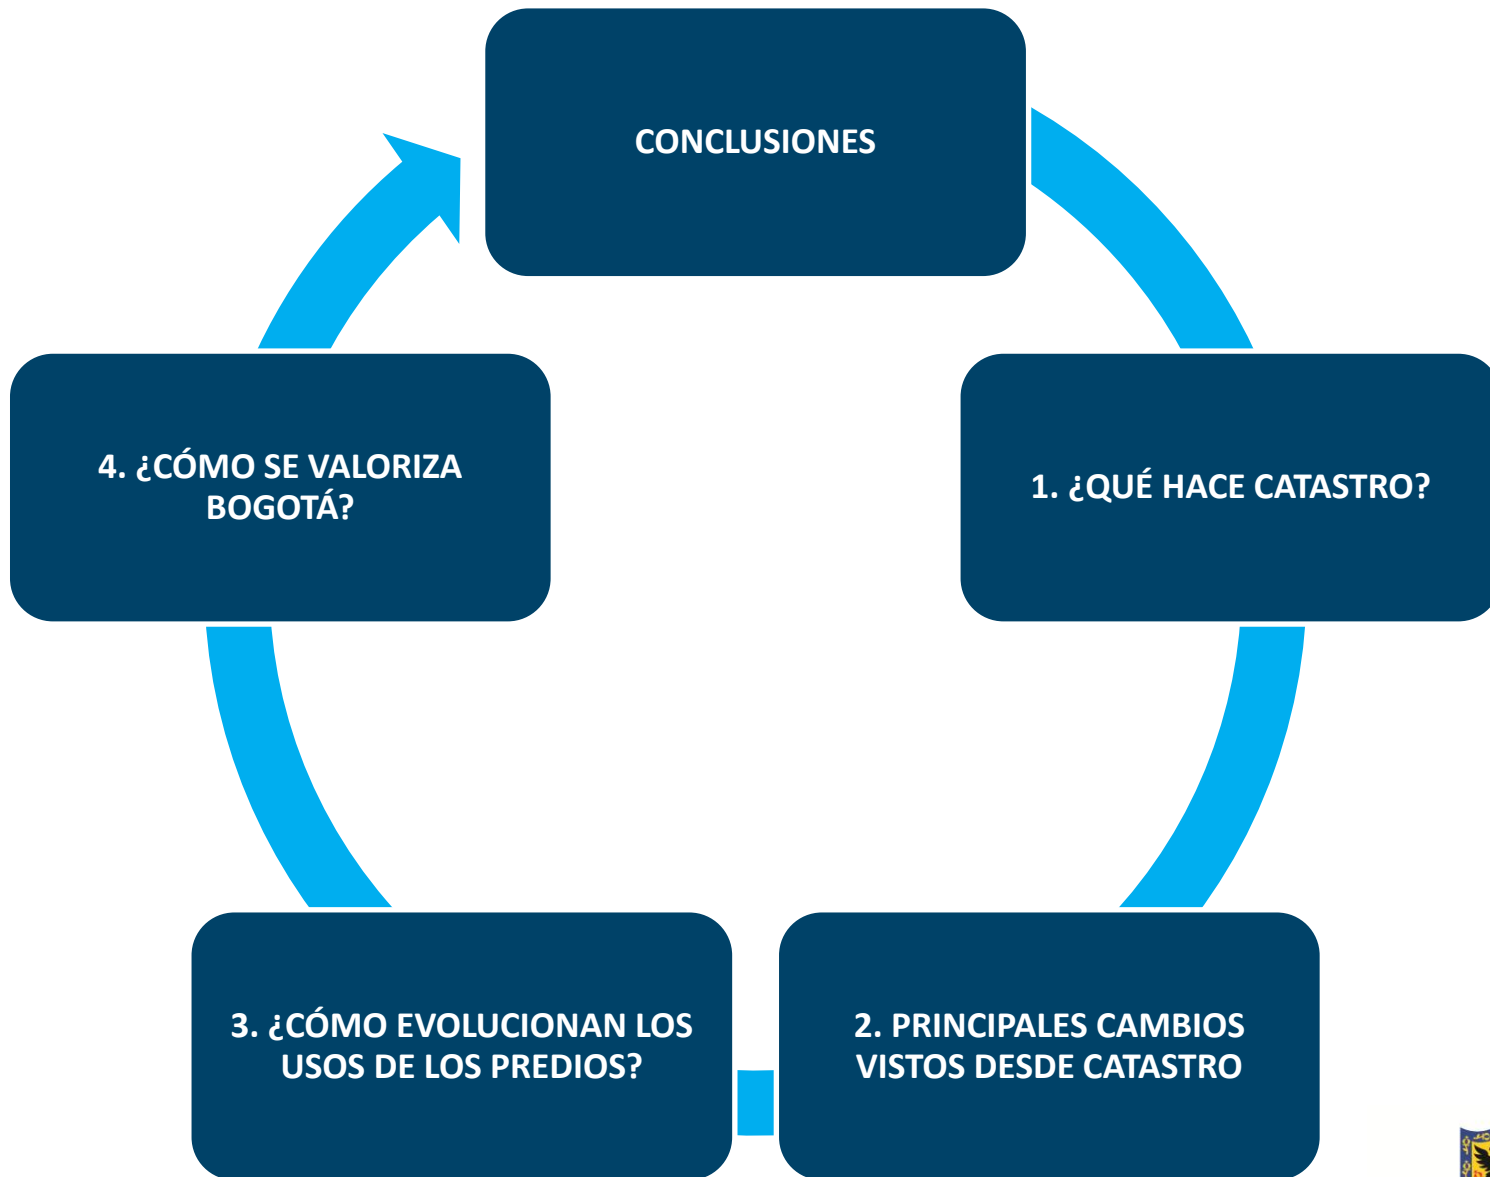 CONCLUSIONES
1. ¿QUÉ HACE CATASTRO?
2. PRINCIPALES CAMBIOS
VISTOS DESDE CATASTRO
3. ¿CÓMO EVOLUCIONAN LOS
USOS DE LOS PREDIOS?
4. ¿CÓMO SE VALORIZA
BOGOTÁ?